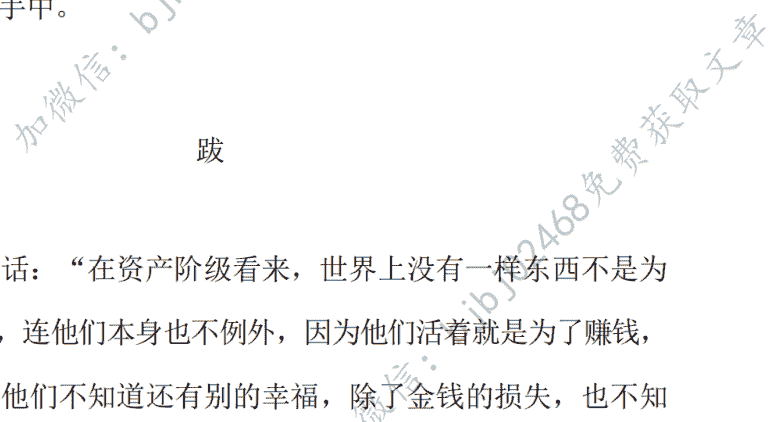 手中。
加微信：bj
跋
bjbjb2468免费获取文章
话：“在资产阶级看来，世界上没有一样东西不是为
，连他们本身也不例外，因为他们活着就是为了赚钱，
他们不知道还有别的幸福，除了金钱的损失，也不知
微信：